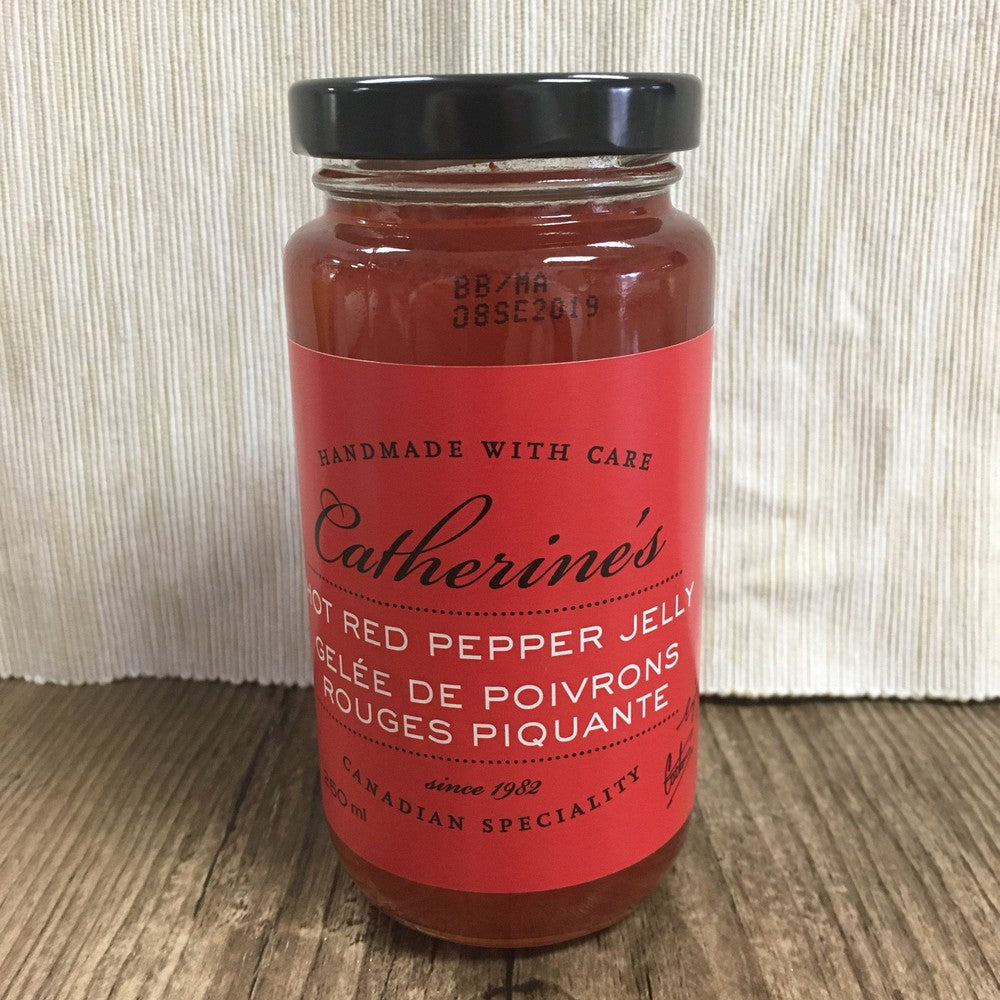 BB/MA
08SE2019
HANDMADE WITH CARE
Catherine's
HOT RED PEPPER JELLY
GELÉE DE POIVRONS
ROUGES PIQUANTE
since 1982
CANADIAN SPECIALITY
250 ml